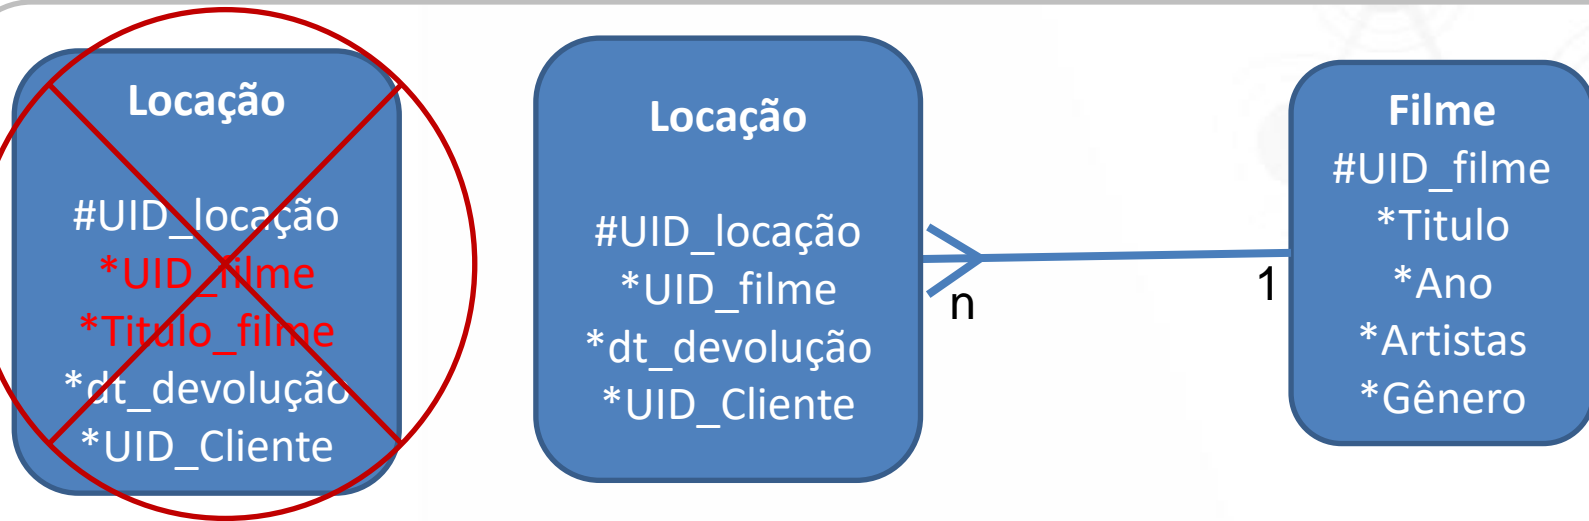 Locação
#UID_locação
*UID_filme
*Titulo_filme
*dt_devolução
*UID_Cliente
Locação
#UID_locação
*UID_filme
*dt_devolução
*UID_Cliente
n
1
Filme
#UID_filme
*Titulo
*Ano
*Artistas
*Gênero